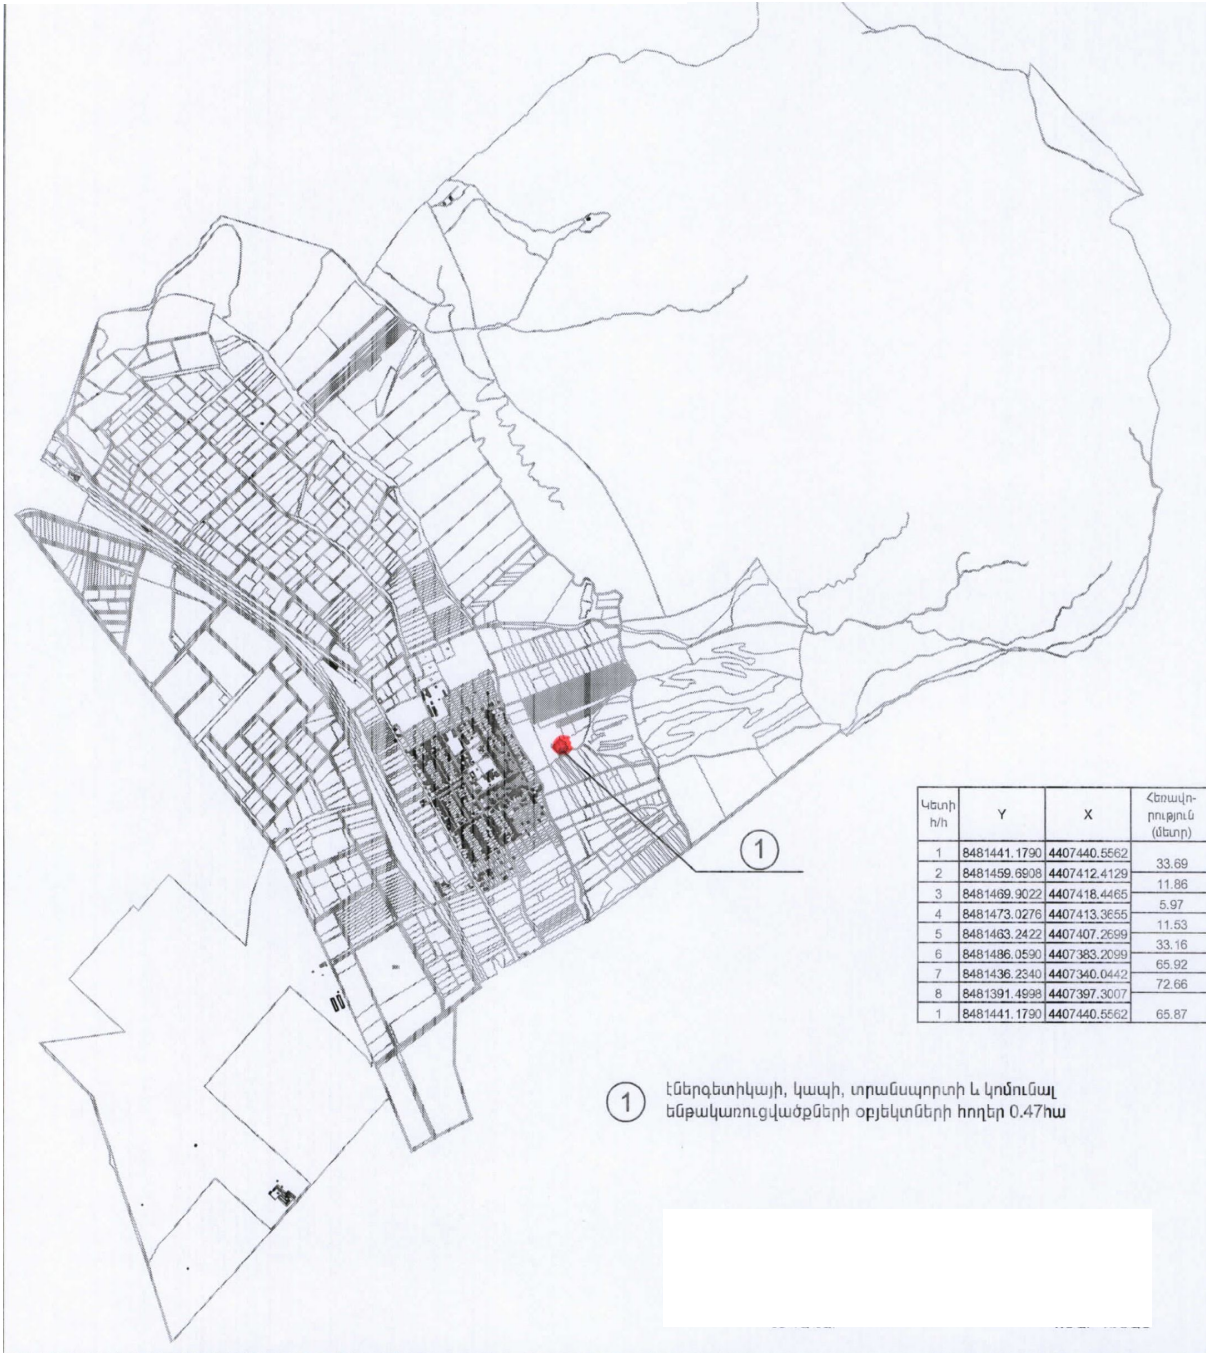 1
Կետի
հ/հ
Y
X
Հեռավո-
րություն
(մետր)
1 8481441.1790 4407440.5562
33.69
2 8481459.6908 4407412.4129
11.86
3 8481469.9022 4407418.4465
5.97
4 8481473.0276 4407413.3655
11.53
5 8481463.2422 4407407.2699
33.16
6 8481486.0590 4407383.2099
65.92
7 8481436.2340 4407340.0442
72.66
8 8481391.4998 4407397.3007
1 8481441.1790 4407440.5562 65.87
1 էներգետիկայի, կապի, տրանսպորտի և կոմունալ
ենթակառուցվածքների օբյեկտների հողեր 0.47հա